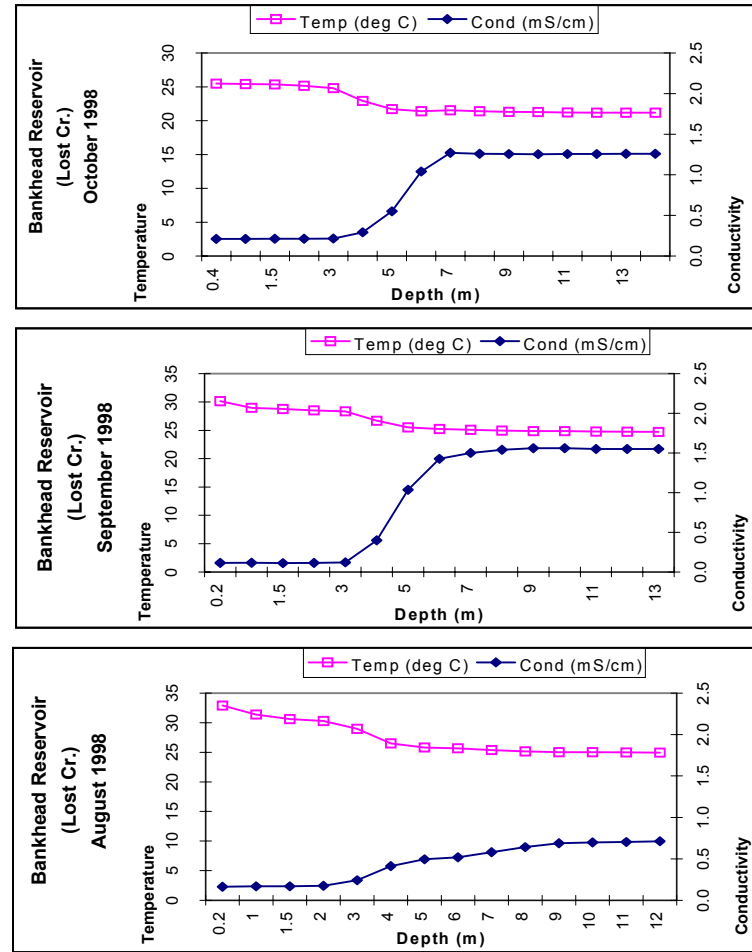 Temp (deg C) Cond (mS/cm)
Bankhead Reservoir
(Lost Cr.)
October 1998
Temperature
30
25
20
15
10
5
0
2.5
2.0
1.5
1.0
0.5
0.0
Conductivity
0.4 1.5 3 5 7 9 11 13
Depth (m)
Temp (deg C) Cond (mS/cm)
Bankhead Reservoir
(Lost Cr.)
September 1998
Temperature
35
30
25
20
15
10
5
0
2.5
2.0
1.5
1.0
0.5
0.0
Conductivity
0.2 1.5 3 5 7 9 11 13
Depth (m)
Temp (deg C) Cond (mS/cm)
Bankhead Reservoir
(Lost Cr.)
August 1998
Temperature
35
30
25
20
15
10
5
0
2.5
2.0
1.5
1.0
0.5
0.0
Conductivity
0.2 1 1.5 2 3 4 5 6 7 8 9 10 11 12
Depth (m)